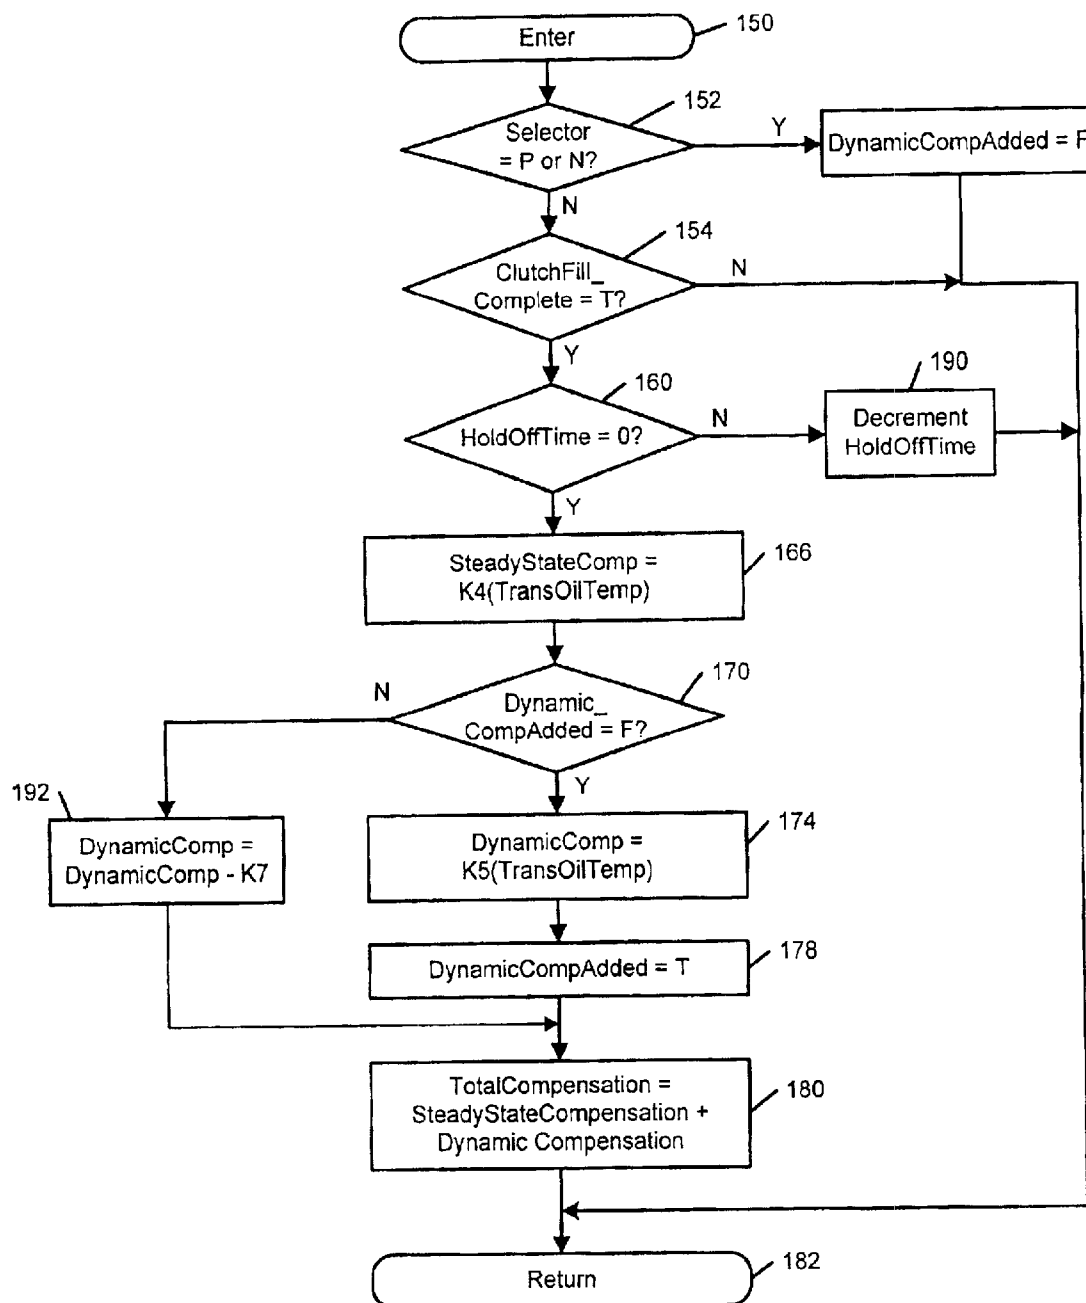 Enter
150
Selector
= P or N?
152
Y
DynamicCompAdded = F
N
ClutchFill_
Complete = T?
154
N
Y
HoldOffTime = 0?
160
N
Decrement
HoldOffTime
190
Y
SteadyStateComp =
K4(TransOilTemp)
166
Dynamic_
CompAdded = F?
170
N
Y
192
DynamicComp =
DynamicComp - K7
DynamicComp =
K5(TransOilTemp)
174
DynamicCompAdded = T
178
TotalCompensation =
SteadyStateCompensation +
Dynamic Compensation
180
Return
182